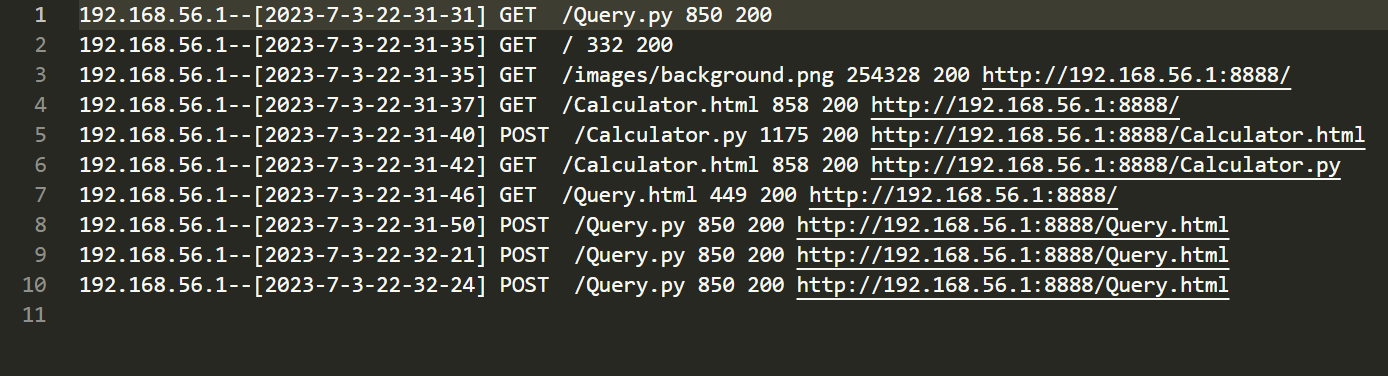 1 192.168.56.1--[2023-7-3-22-31-31] GET  /Query.py 850 200
2 192.168.56.1--[2023-7-3-22-31-35] GET  / 332 200
3 192.168.56.1--[2023-7-3-22-31-35] GET  /images/background.png 254328 200 http://192.168.56.1:8888/
4 192.168.56.1--[2023-7-3-22-31-37] GET  /Calculator.html 858 200 http://192.168.56.1:8888/
5 192.168.56.1--[2023-7-3-22-31-40] POST  /Calculator.py 1175 200 http://192.168.56.1:8888/Calculator.html
6 192.168.56.1--[2023-7-3-22-31-42] GET  /Calculator.html 858 200 http://192.168.56.1:8888/Calculator.py
7 192.168.56.1--[2023-7-3-22-31-46] GET  /Query.html 449 200 http://192.168.56.1:8888/
8 192.168.56.1--[2023-7-3-22-31-50] POST  /Query.py 850 200 http://192.168.56.1:8888/Query.html
9 192.168.56.1--[2023-7-3-22-32-21] POST  /Query.py 850 200 http://192.168.56.1:8888/Query.html
10 192.168.56.1--[2023-7-3-22-32-24] POST  /Query.py 850 200 http://192.168.56.1:8888/Query.html
11